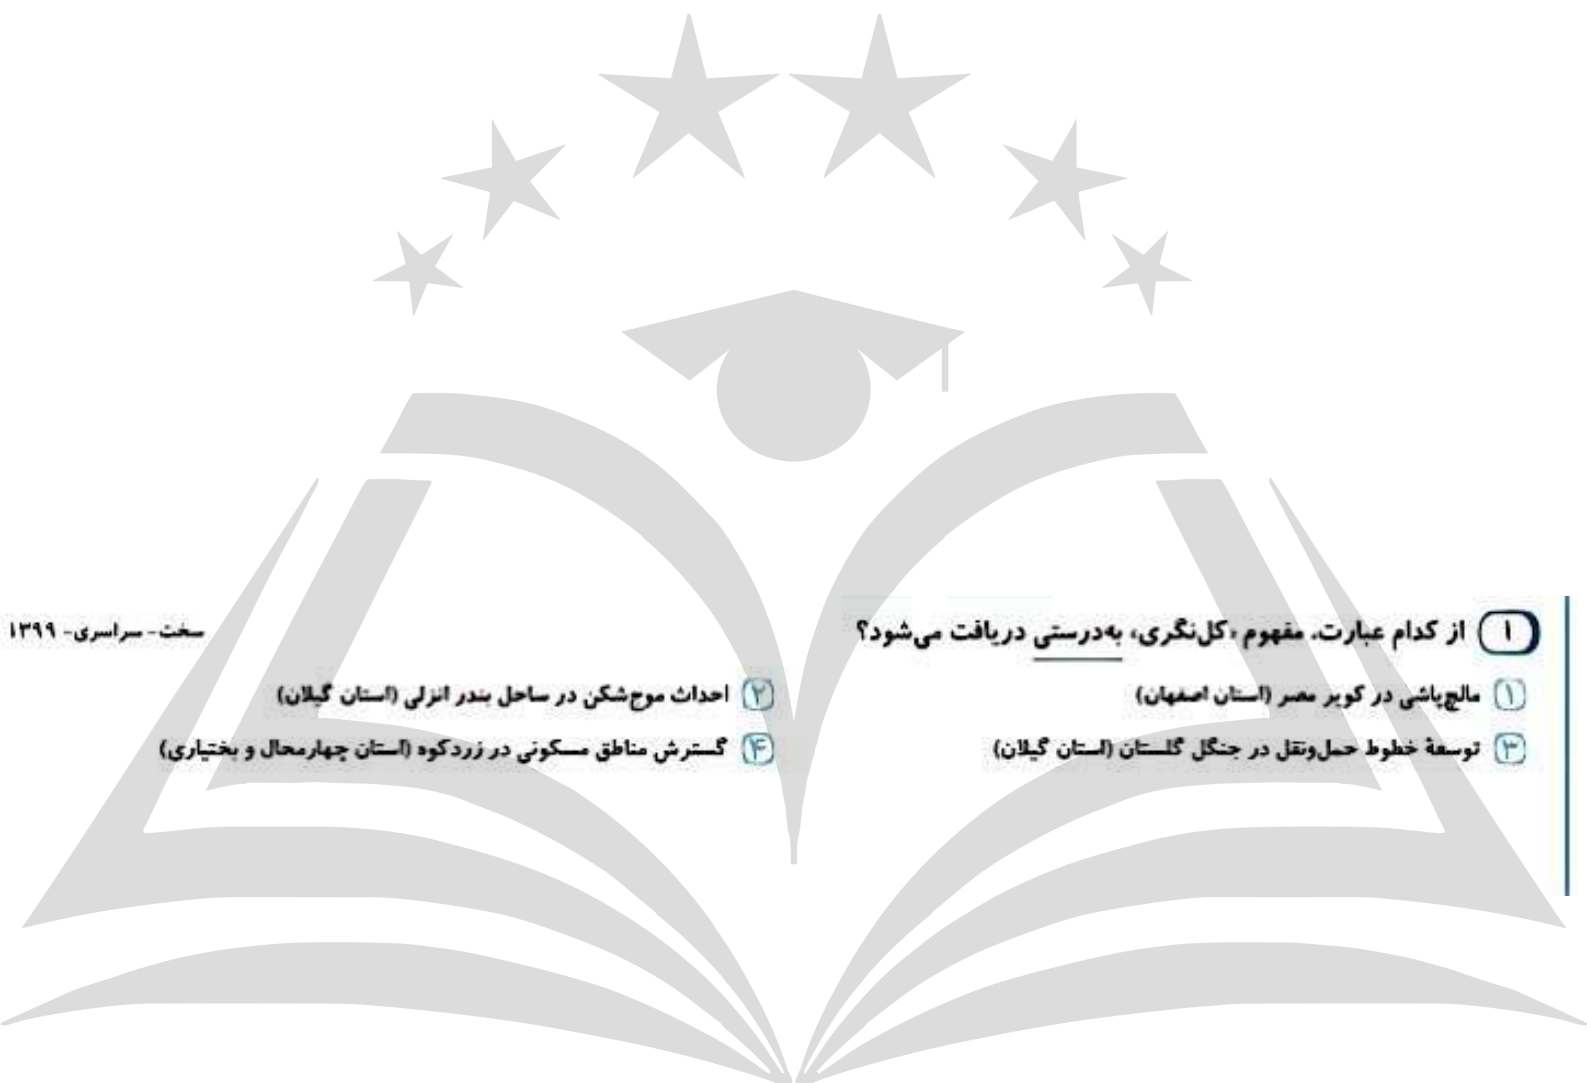 ۱ از کدام عبارت، مفهوم «کل‌نگری» به‌درستی دریافت می‌شود؟ سخت- سراسری- ۱۳۹۹
۱ مالچ‌پاشی در کویر مصر (استان اصفهان)
۲ احداث موج‌شکن در ساحل بندر انزلی (استان گیلان)
۳ توسعهٔ خطوط حمل‌ونقل در جنگل گلستان (استان گیلان)
۴ گسترش مناطق مسکونی در زردکوه (استان چهارمحال و بختیاری)